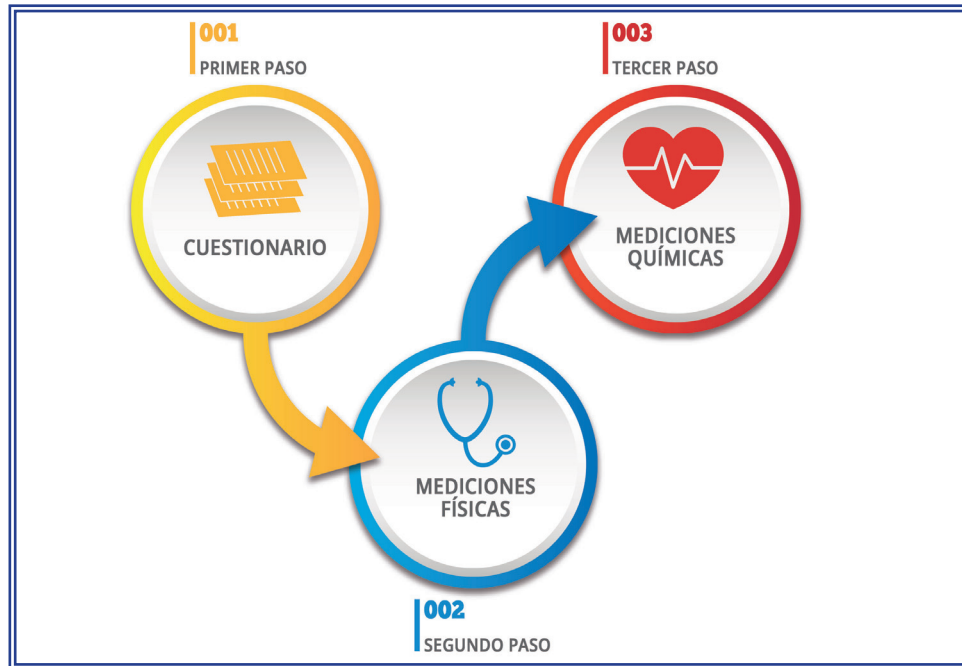 001
PRIMER PASO
CUESTIONARIO
002
SEGUNDO PASO
MEDICIONES
FÍSICAS
003
TERCER PASO
MEDICIONES
QUÍMICAS